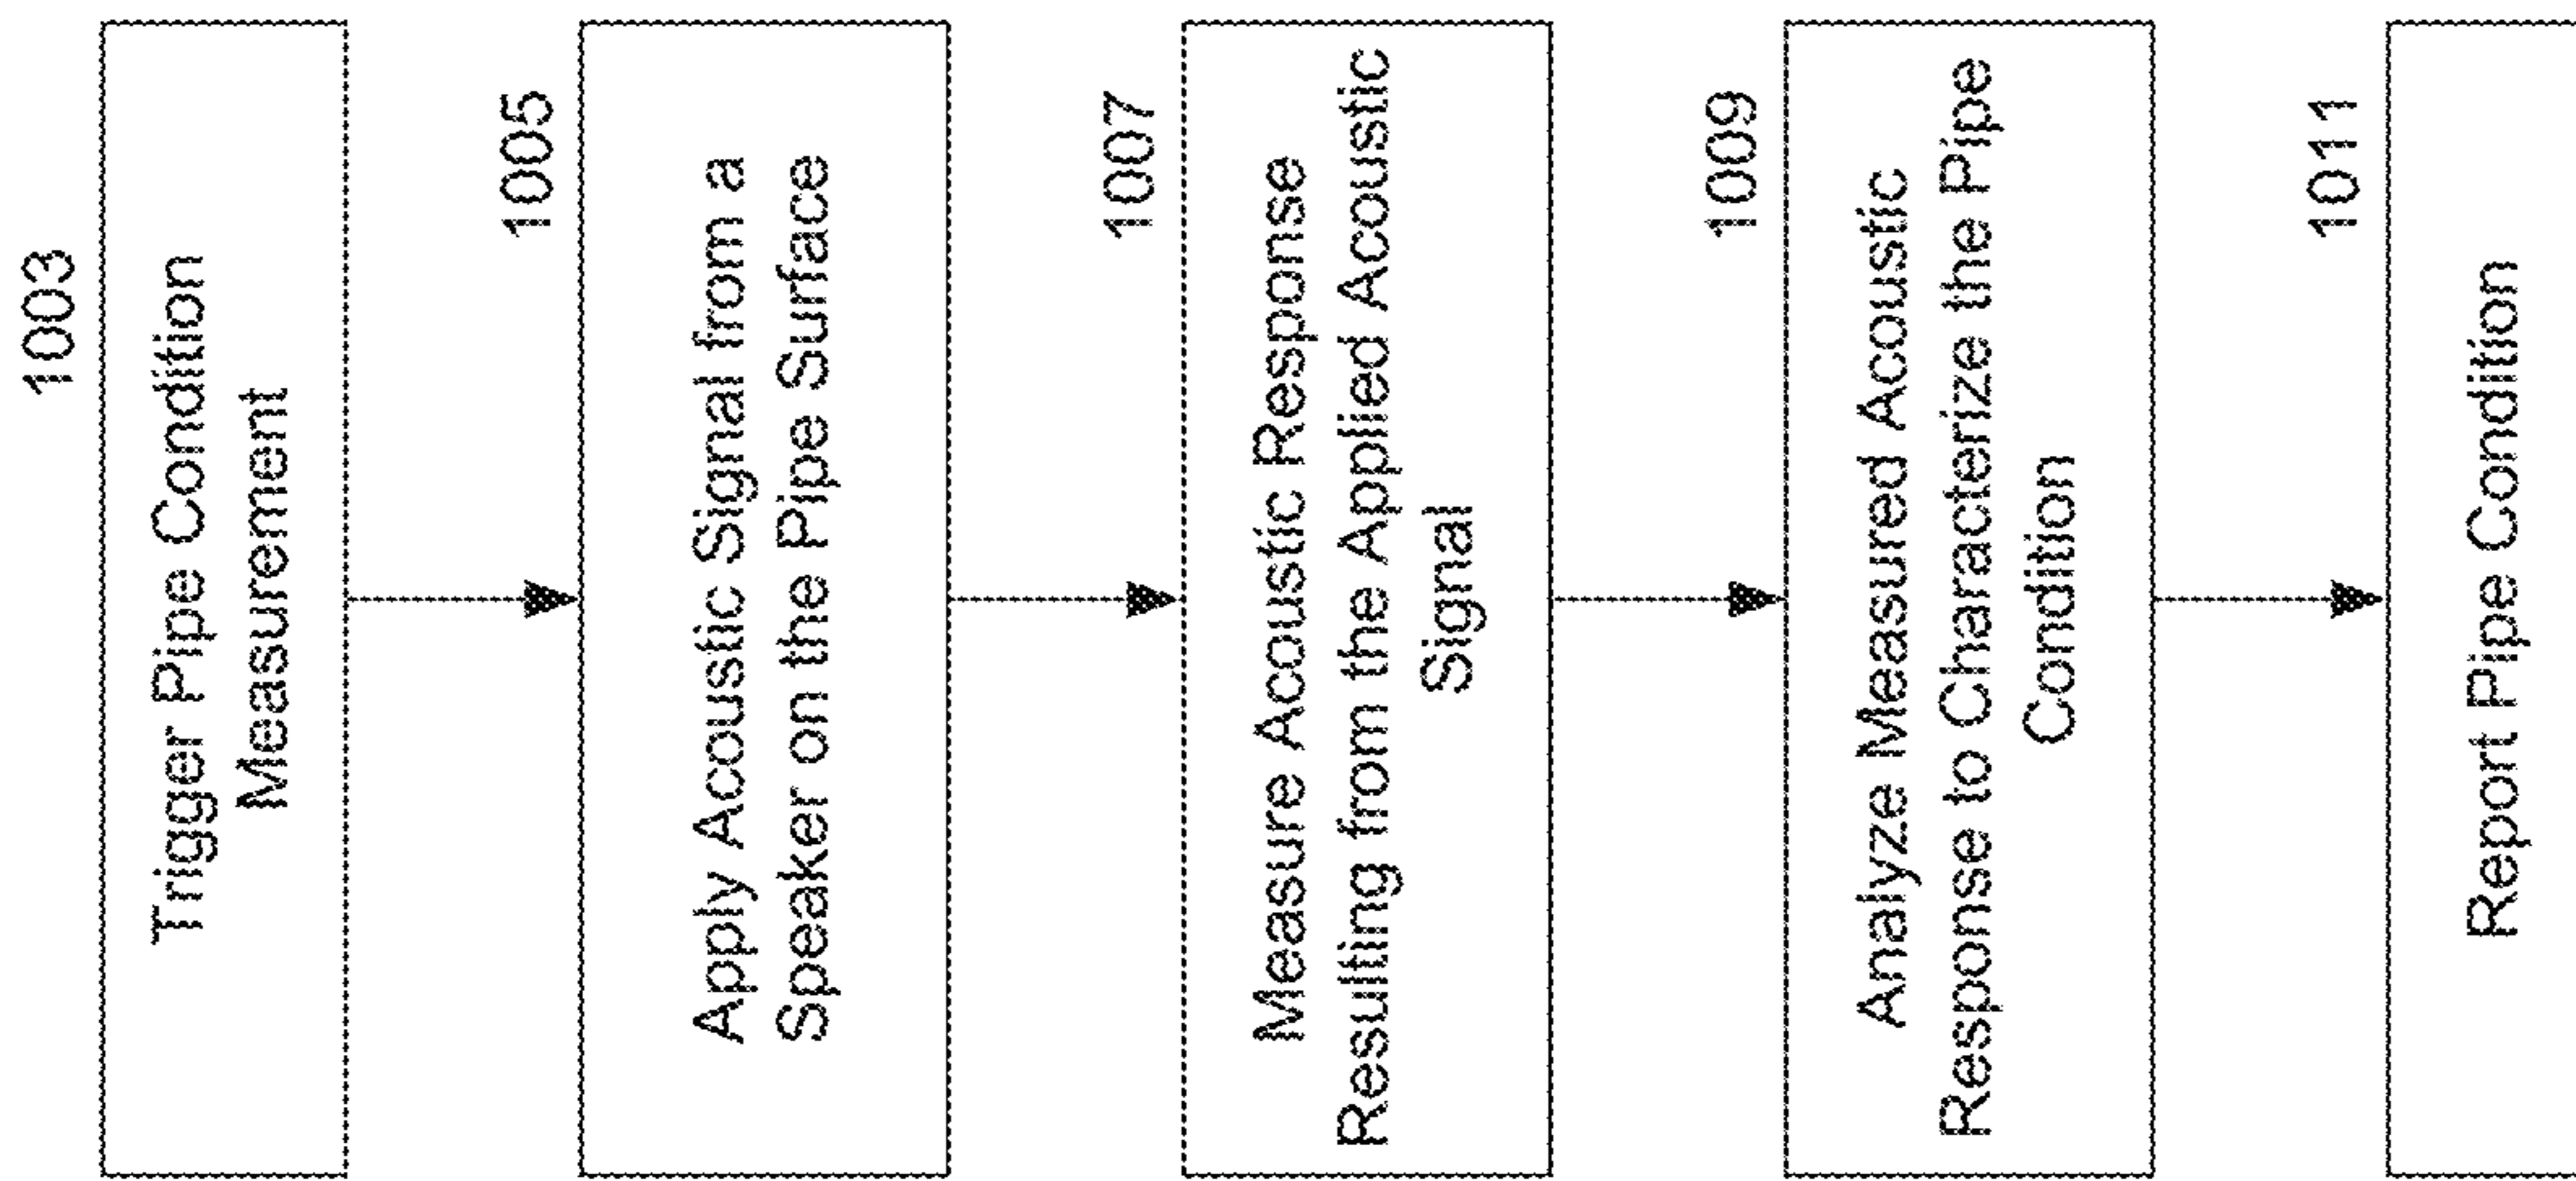 1003
Trigger Pipe Condition
Measurement
1005
Apply Acoustic Signal from a
Speaker on the Pipe Surface
1007
Measure Acoustic Response
Resulting from the Applied Acoustic
Signal
1009
Analyze Measured Acoustic
Response to Characterize the Pipe
Condition
1011
Report Pipe Condition